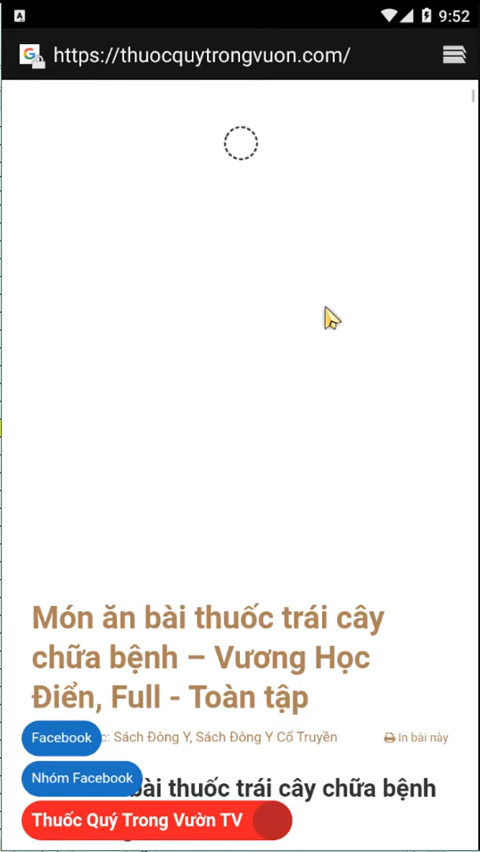 9:52
https://thuocquytrongvuon.com/
Món ăn bài thuốc trái cây
chữa bệnh – Vương Học
Điển, Full - Toàn tập
Facebook
c: Sách Đông Y, Sách Đông Y Cổ Truyền
In bài này
Nhóm Facebook
bài thuốc trái cây chữa bệnh
Thuốc Quý Trong Vườn TV